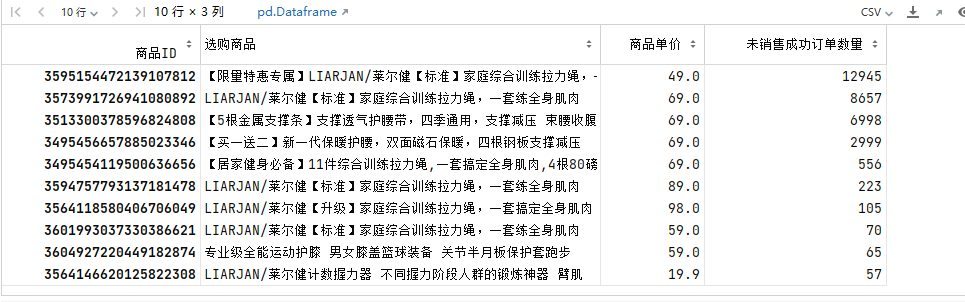 10 行 10 行 × 3 列 pd.Dataframe CSV
商品ID 选购商品 商品单价 未销售成功订单数量
3595154472139107812 【限量特惠专属】LIARJAN/莱尔健【标准】家庭综合训练拉力绳，一 49.0 12945
3573991726941080892 LIARJAN/莱尔健【标准】家庭综合训练拉力绳，一套练全身肌肉 69.0 8657
3513300378596824808 【5根金属支撑条】支撑透气护腰带，四季通用，支撑减压 束腰收腹 69.0 6998
3495456657885023346 【买一送二】新一代保暖护腰，双面磁石保暖，四根钢板支撑减压 69.0 2999
3495454119500636656 【居家健身必备】11件综合训练拉力绳,一套搞定全身肌肉,4根80磅 69.0 556
3594757793137181478 LIARJAN/莱尔健【标准】家庭综合训练拉力绳，一套练全身肌肉 89.0 223
3564118580406706049 LIARJAN/莱尔健【升级】家庭综合训练拉力绳，一套搞定全身肌肉 98.0 105
3601993037330386621 LIARJAN/莱尔健【标准】家庭综合训练拉力绳，一套练全身肌肉 59.0 70
3604927220449182874 专业级全能运动护膝 男女膝盖篮球装备 关节半月板保护套跑步 59.0 65
3564146620125822308 LIARJAN/莱尔健计数握力器 不同握力阶段人群的锻炼神器 臂肌 19.9 57